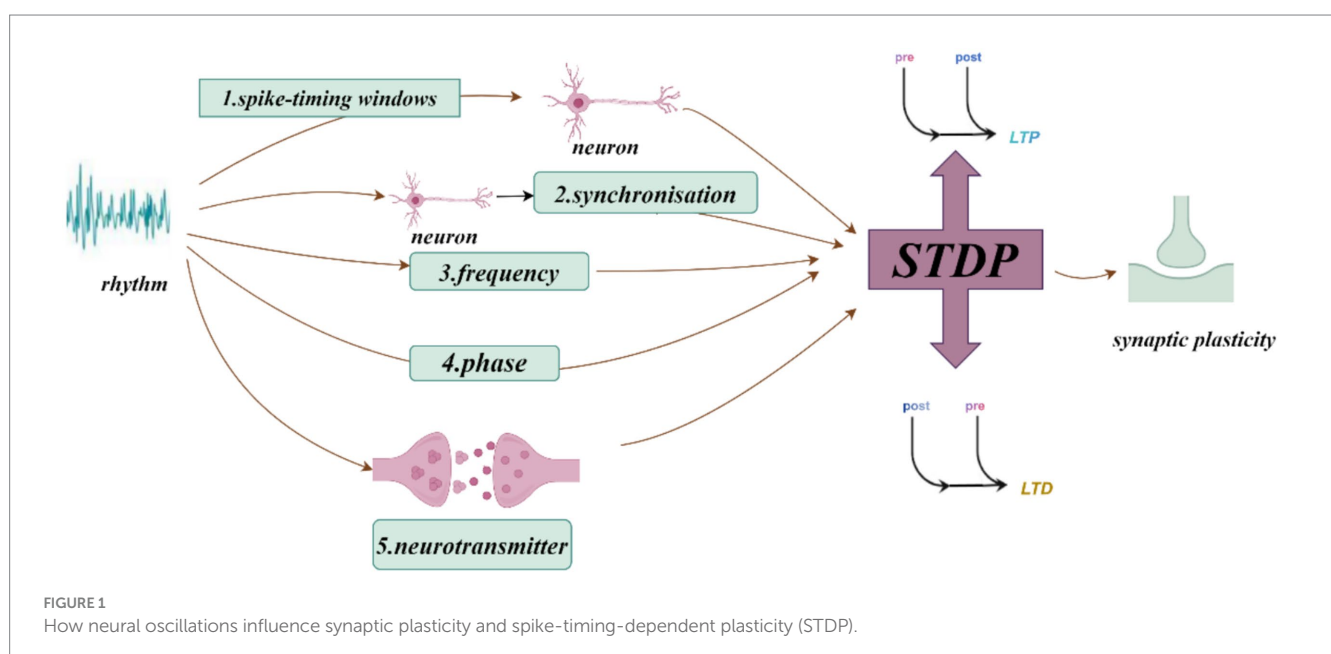 1.spike-timing windows
neuron
rhythm
neuron
2.synchronisation
3.frequency
4.phase
5.neurotransmitter
pre
post
LTP
STDP
synaptic plasticity
post
pre
LTD
FIGURE 1
How neural oscillations influence synaptic plasticity and spike-timing-dependent plasticity (STDP).